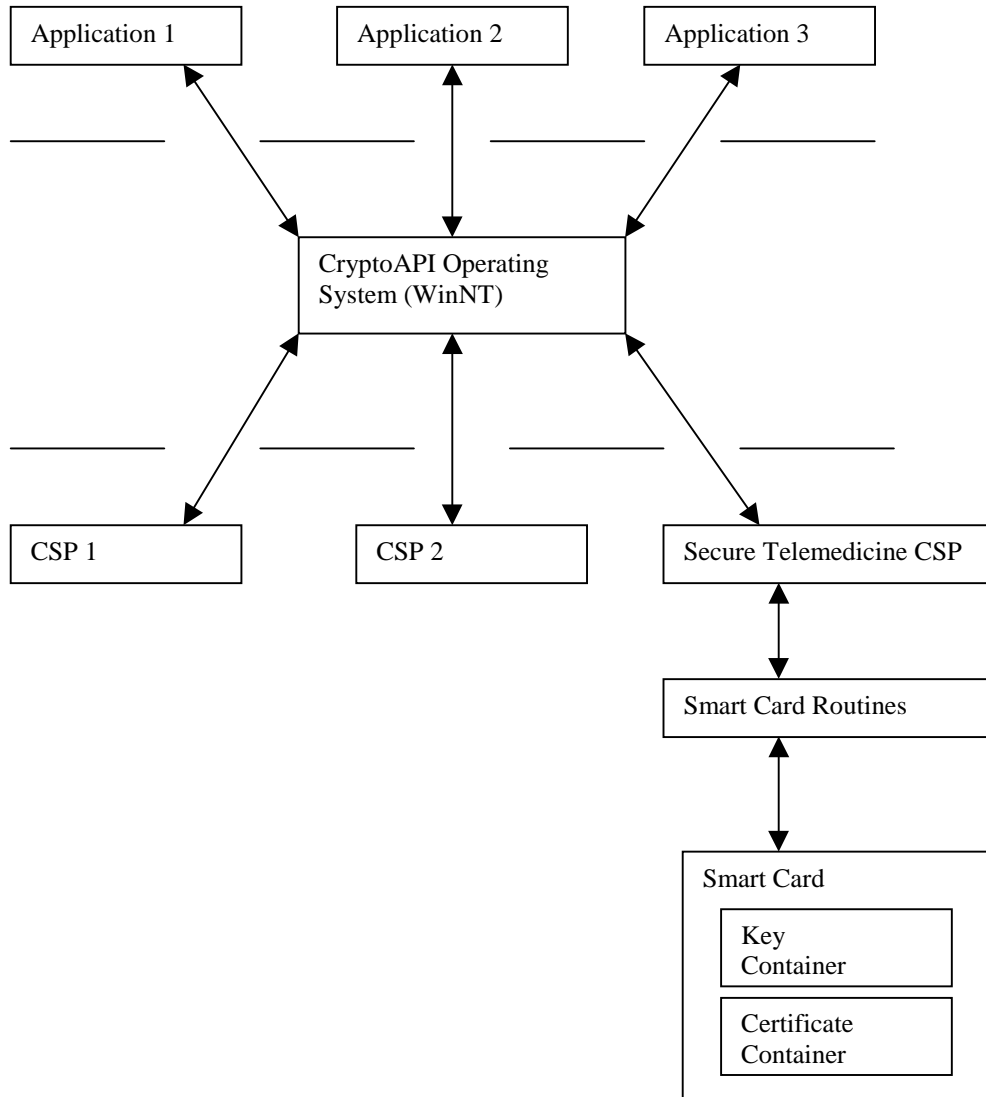 Application 1
Application 2
Application 3
CryptoAPI Operating
System (WinNT)
CSP 1
CSP 2
Secure Telemedicine CSP
Smart Card Routines
Smart Card
Key
Container
Certificate
Container